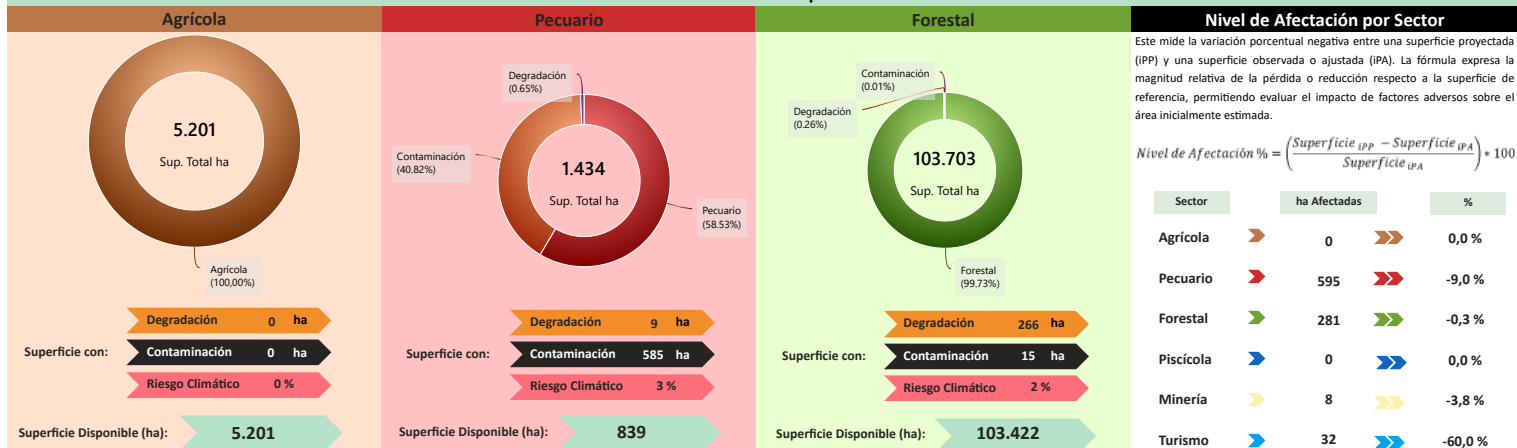 Agrícola
5.201
Sup. Total ha
Agrícola
(100,00%)
Superficie con:
Degradación 0 ha
Contaminación 0 ha
Riesgo Climático 0 %
Superficie Disponible (ha): 5.201
Pecuario
Degradación
(0.65%)
Contaminación
(40.82%)
1.434
Sup. Total ha
Pecuario
(58.53%)
Superficie con:
Degradación 9 ha
Contaminación 585 ha
Riesgo Climático 3 %
Superficie Disponible (ha): 839
Forestal
Contaminación
(0.01%)
Degradación
(0.26%)
103.703
Sup. Total ha
Forestal
(99.73%)
Superficie con:
Degradación 266 ha
Contaminación 15 ha
Riesgo Climático 2 %
Superficie Disponible (ha): 103.422
Nivel de Afectación por Sector
Este mide la variación porcentual negativa entre una superficie proyectada
(iPP) y una superficie observada o ajustada (iPA). La fórmula expresa la
magnitud relativa de la pérdida o reducción respecto a la superficie de
referencia, permitiendo evaluar el impacto de factores adversos sobre el
área inicialmente estimada.
Nivel de Afectación % = (Superficie iPP − Superficie iPA / Superficie iPA) * 100
Sector ha Afectadas %
Agrícola 0 0,0 %
Pecuario 595 -9,0 %
Forestal 281 -0,3 %
Piscícola 0 0,0 %
Minería 8 -3,8 %
Turismo 32 -60,0 %